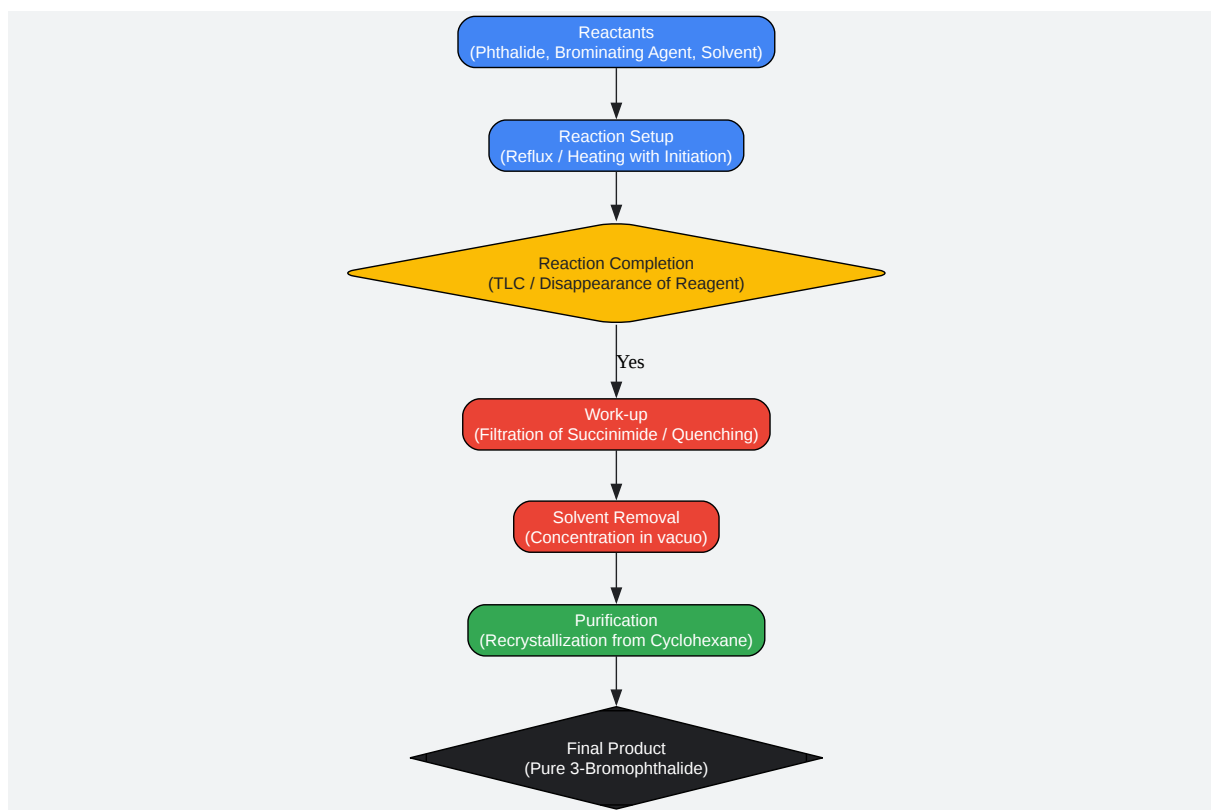 Reactants
(Phthalide, Brominating Agent, Solvent)
Reaction Setup
(Reflux / Heating with Initiation)
Reaction Completion
(TLC / Disappearance of Reagent)
Yes
Work-up
(Filtration of Succinimide / Quenching)
Solvent Removal
(Concentration in vacuo)
Purification
(Recrystallization from Cyclohexane)
Final Product
(Pure 3-Bromophthalide)